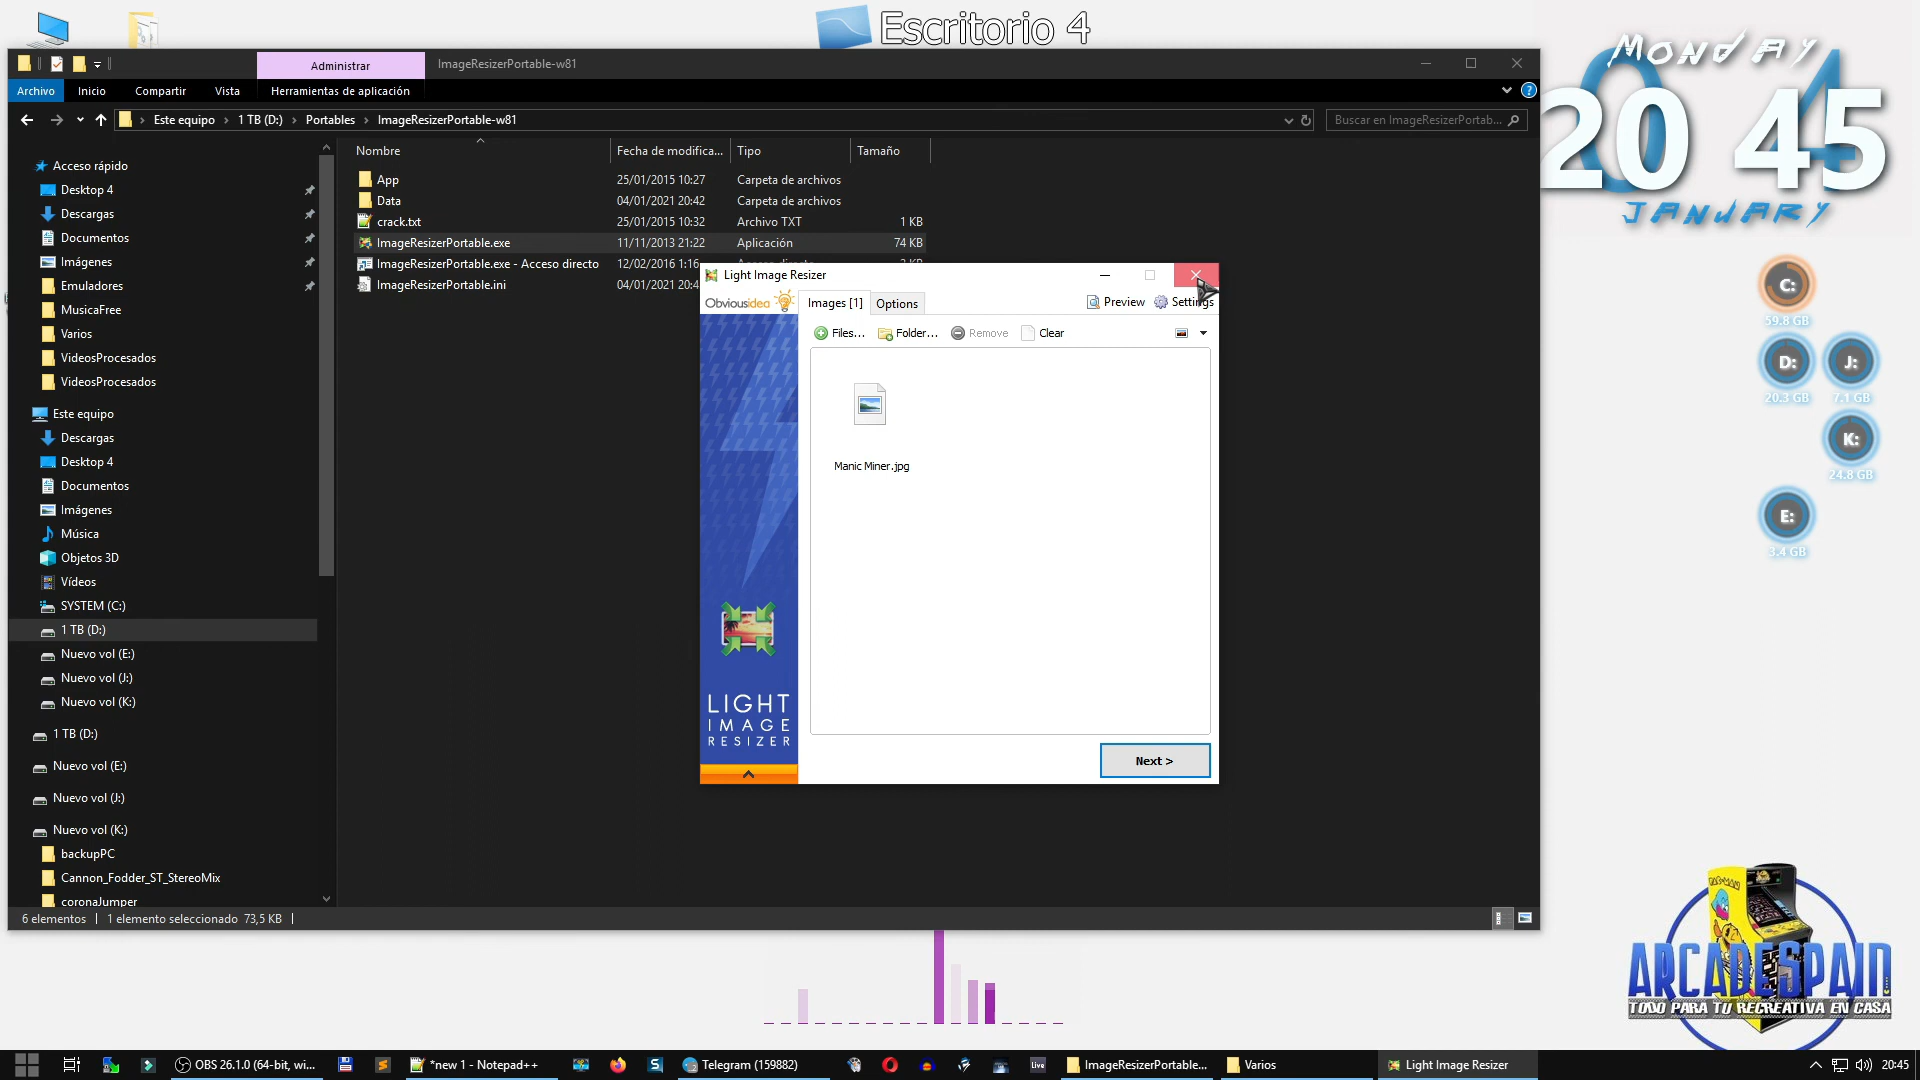 Escritorio 4
Administrar
ImageResizerPortable-w81
Archivo
Inicio
Compartir
Vista
Herramientas de aplicación
Este equipo > 1 TB (D:) > Portables > ImageResizerPortable-w81
Buscar en ImageResizerPortab...
Acceso rápido
Desktop 4
Descargas
Documentos
Imágenes
Emuladores
MusicaFree
Varios
VideosProcesados
VideosProcesados
Este equipo
Descargas
Desktop 4
Documentos
Imágenes
Música
Objetos 3D
Vídeos
SYSTEM (C:)
1 TB (D:)
Nuevo vol (E:)
Nuevo vol (J:)
Nuevo vol (K:)
1 TB (D:)
Nuevo vol (E:)
Nuevo vol (J:)
Nuevo vol (K:)
backupPC
Cannon_Fodder_ST_StereoMix
coronaJumper
Nombre Fecha de modifica... Tipo Tamaño
App 25/01/2015 10:27 Carpeta de archivos
Data 04/01/2021 20:42 Carpeta de archivos
crack.txt 25/01/2015 10:32 Archivo TXT 1 KB
ImageResizerPortable.exe 11/11/2013 21:22 Aplicación 74 KB
ImageResizerPortable.exe - Acceso directo 12/02/2016 1:16
ImageResizerPortable.ini 04/01/2021 20:4
6 elementos 1 elemento seleccionado 73,5 KB
Light Image Resizer
Obviousidea
Images [1]
Options
Preview
Settings
Files...
Folder...
Remove
Clear
Manic Miner.jpg
LIGHT
IMAGE
RESIZER
Next >
Monday
04
20 45
January
C:
59.8 GB
D:
20.3 GB
J:
7.1 GB
K:
24.8 GB
E:
3.4 GB
PAC-MAN
ARCADESPAIN
TODO PARA TU RECREATIVA EN CASA
OBS 26.1.0 (64-bit, wi...
*new 1 - Notepad++
Telegram (159882)
live
ImageResizerPortable...
Varios
Light Image Resizer
20:45